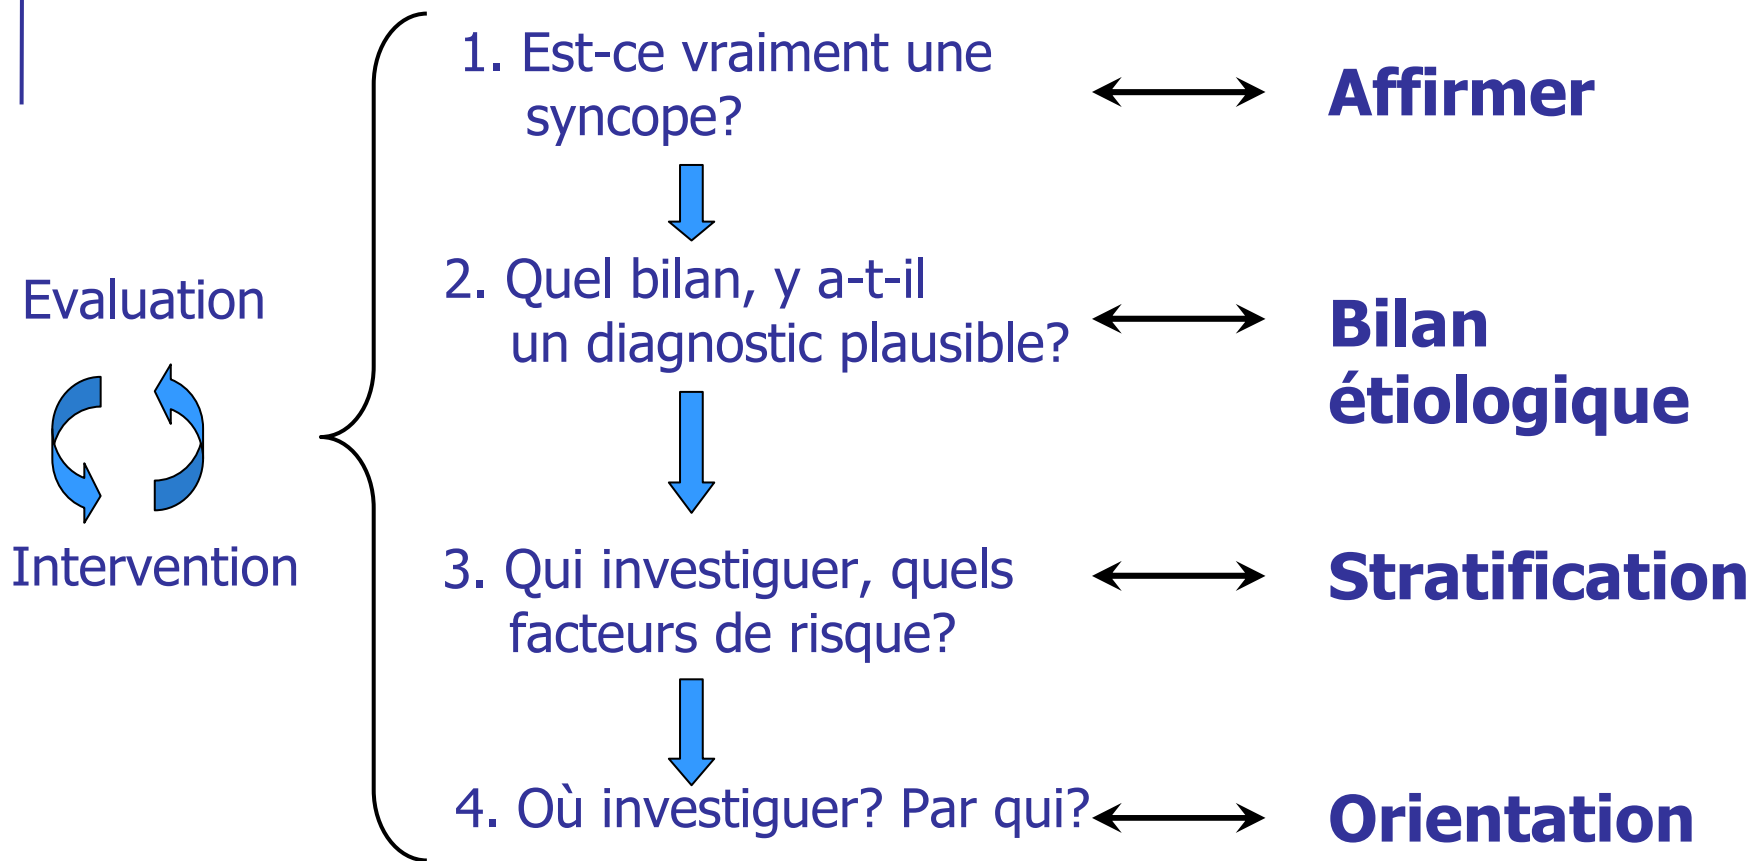 1. Est-ce vraiment une
syncope?
Affirmer
Evaluation
Intervention
2. Quel bilan, y a-t-il
un diagnostic plausible?
Bilan
étiologique
3. Qui investiguer, quels
facteurs de risque?
Stratification
4. Où investiguer? Par qui?
Orientation